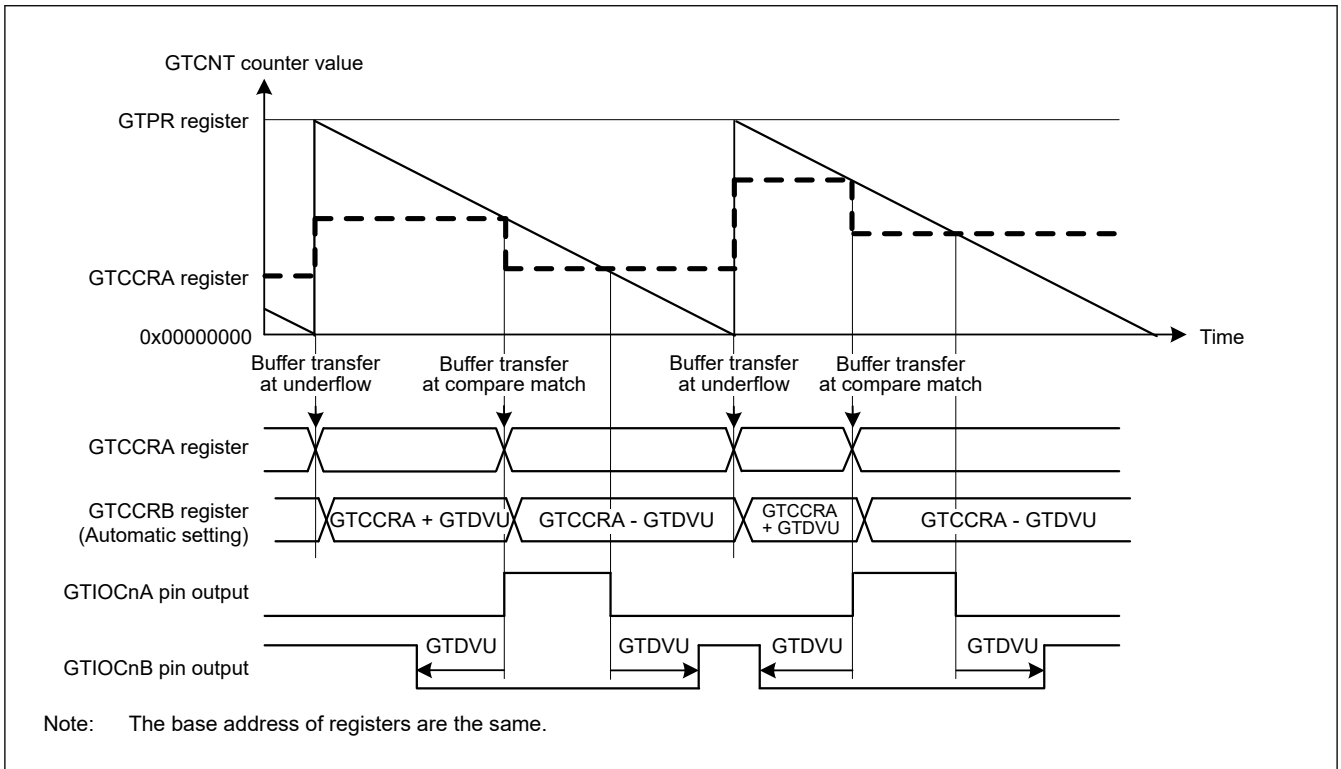 GTCNT counter value
GTPR register
GTCCRA register
0x00000000
Time
Buffer transfer
at underflow
Buffer transfer
at compare match
Buffer transfer
at underflow
Buffer transfer
at compare match
GTCCRA register
GTCCRB register
(Automatic setting)
GTCCRA + GTDVU
GTCCRA - GTDVU
GTCCRA
+ GTDVU
GTCCRA - GTDVU
GTIOCnA pin output
GTIOCnB pin output
GTDVU
GTDVU
GTDVU
GTDVU
Note: The base address of registers are the same.